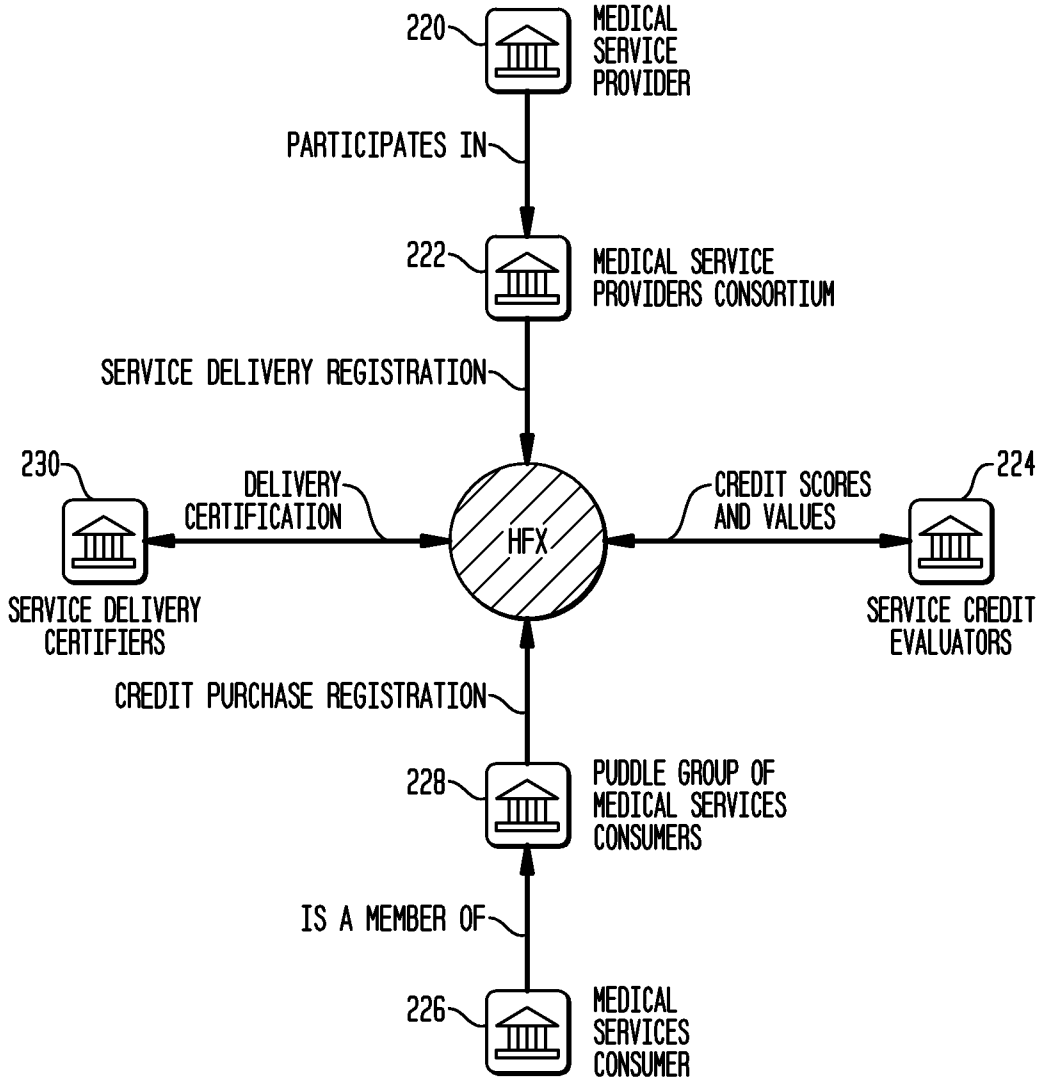 220
MEDICAL
SERVICE
PROVIDER
PARTICIPATES IN
222
MEDICAL SERVICE
PROVIDERS CONSORTIUM
SERVICE DELIVERY REGISTRATION
230
DELIVERY
CERTIFICATION
SERVICE DELIVERY
CERTIFIERS
HFX
CREDIT SCORES
AND VALUES
224
SERVICE CREDIT
EVALUATORS
CREDIT PURCHASE REGISTRATION
228
PUDDLE GROUP OF
MEDICAL SERVICES
CONSUMERS
IS A MEMBER OF
226
MEDICAL
SERVICES
CONSUMER